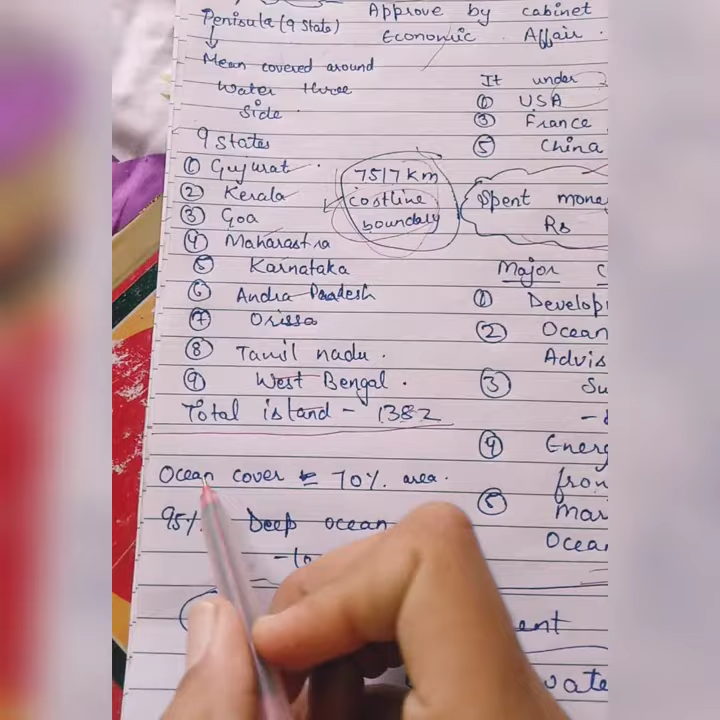 Penisula (9 State)
Mean covered around
Water three
Side
9 States
① Gujurat
② Kerala
③ Goa
④ Maharastra
⑤ Karnataka
⑥ Andra Pradesh
⑦ Orissa
⑧ Tamil nadu.
⑨ West Bengal.
Total island - 1382
7517 km
costline
boundary
Ocean cover = 70% area.
95% Deep ocean
Approve by cabinet
Economic Affair.
It under
① USA
③ France
⑤ China
Spent mone
Rs
Major
① Develop
② Ocean
Advis
③ Su
④ Energ
from
⑤ Mar
Ocea
ent
wate